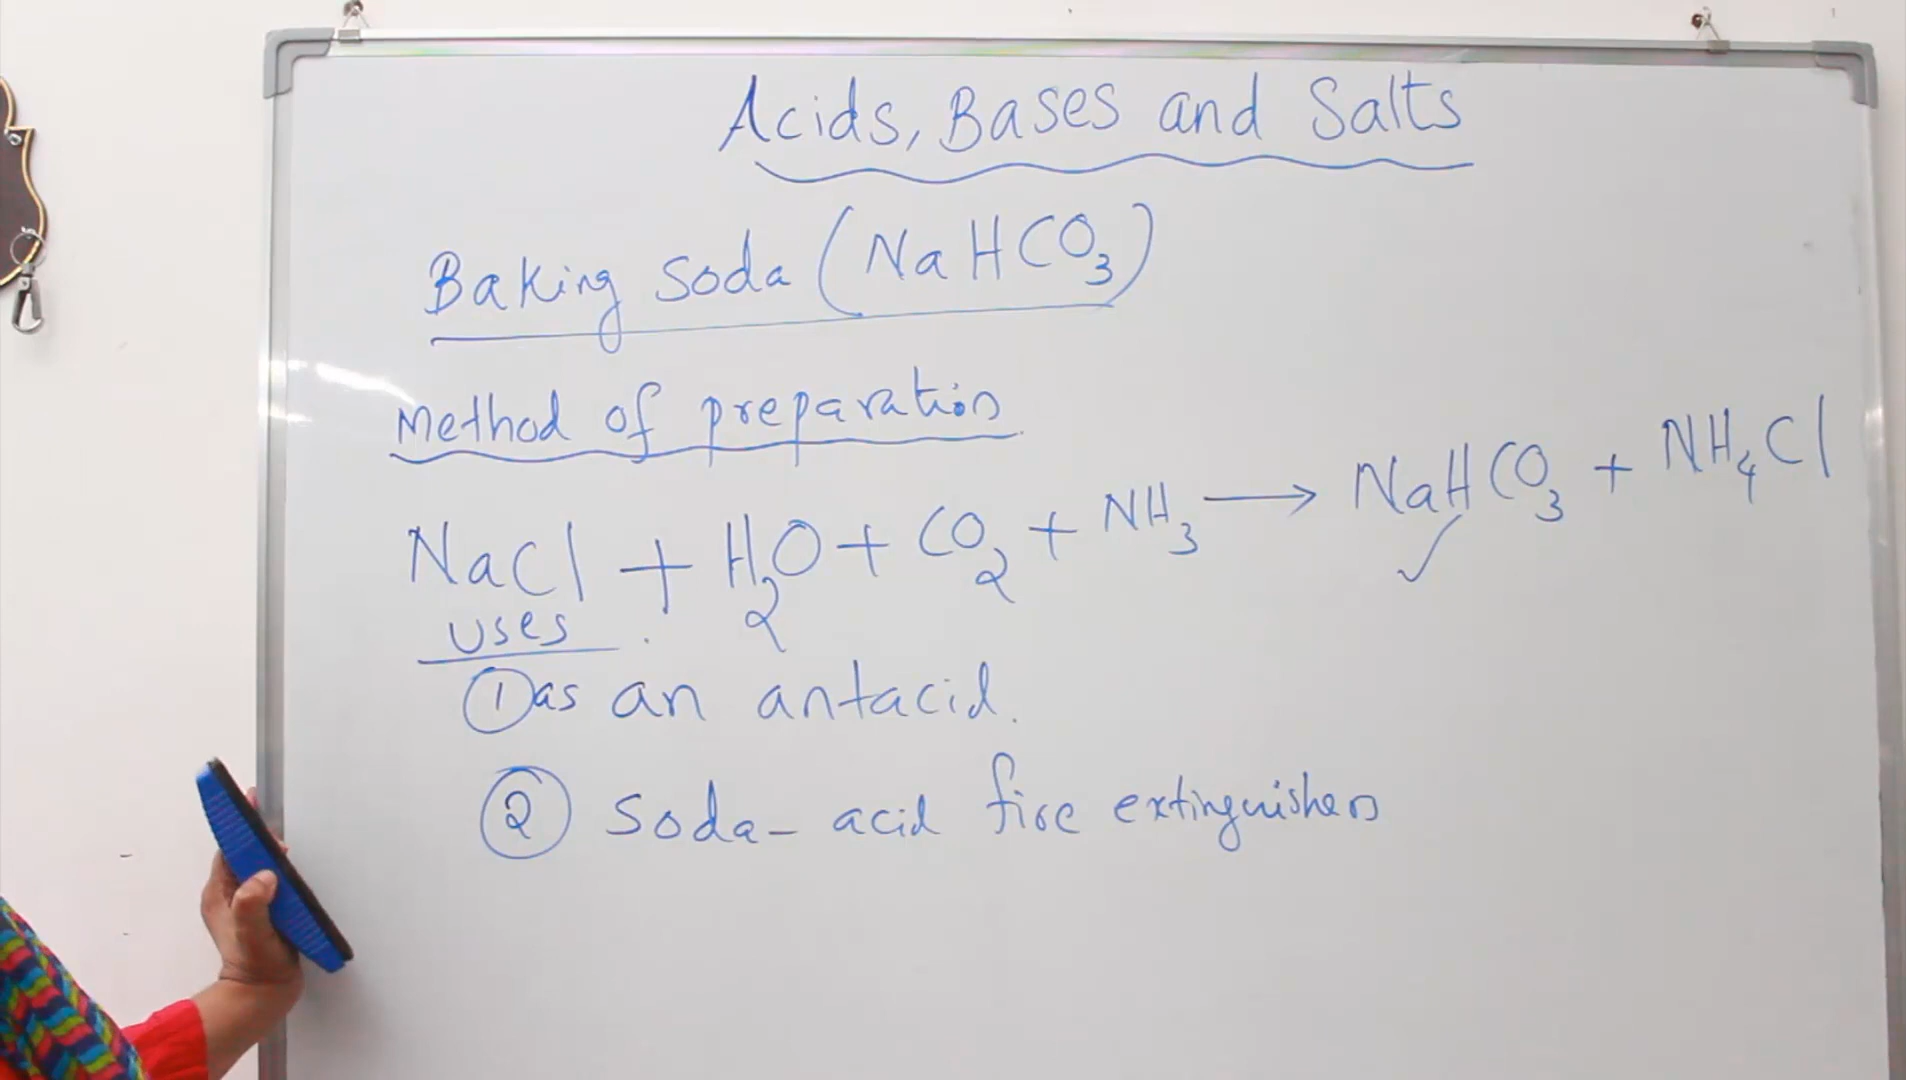 Acids, Bases and Salts
Baking Soda (NaHCO₃)
Method of preparation
NaCl + H₂O + CO₂ + NH₃ → NaHCO₃ + NH₄Cl
✓
uses
① as an antacid.
② Soda-acid fire extinguishers